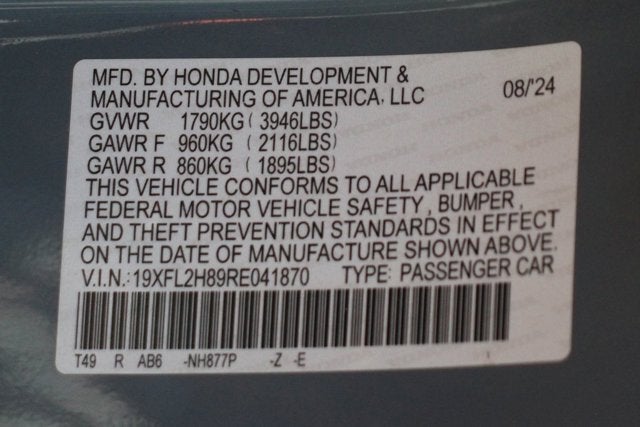 MFD. BY HONDA DEVELOPMENT &
MANUFACTURING OF AMERICA, LLC 08/'24
GVWR 1790KG ( 3946LBS)
GAWR F 960KG ( 2116LBS)
GAWR R 860KG ( 1895LBS)
THIS VEHICLE CONFORMS TO ALL APPLICABLE
FEDERAL MOTOR VEHICLE SAFETY, BUMPER,
AND THEFT PREVENTION STANDARDS IN EFFECT
ON THE DATE OF MANUFACTURE SHOWN ABOVE.
V.I.N.:19XFL2H89RE041870 TYPE: PASSENGER CAR
T49 R AB6 -NH877P -Z -E